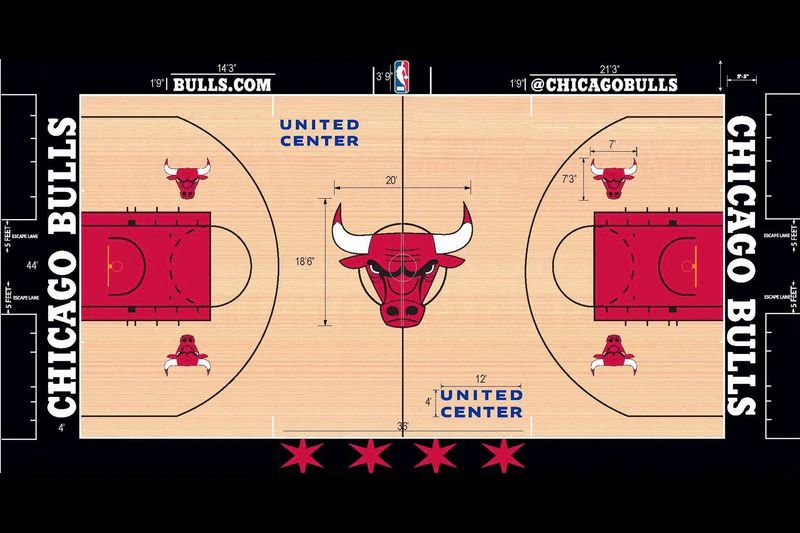 14'3"
1'9"
BULLS.COM
3'9"
21'3"
1'9"
@CHICAGOBULLS
5'-3"
UNITED
CENTER
7'
7'3"
20'
18'6"
CHICAGO BULLS
CHICAGO BULLS
5 FEET
ESCAPE LANE
44'
5 FEET
ESCAPE LANE
4'
ESCAPE LANE
5 FEET
ESCAPE LANE
5 FEET
12'
4'
UNITED
CENTER
36'